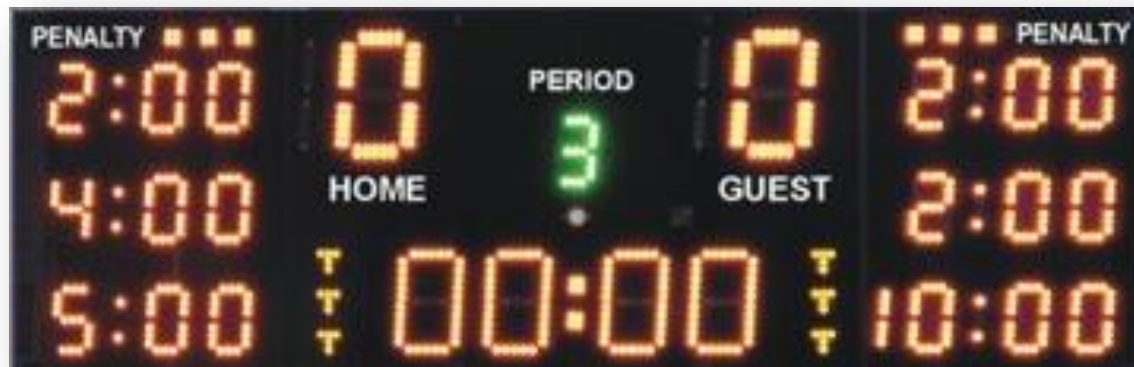 PENALTY
2:00
4:00
5:00
0
HOME
PERIOD
3
0
GUEST
T
T
T
00:00
T
T
T
PENALTY
2:00
2:00
10:00